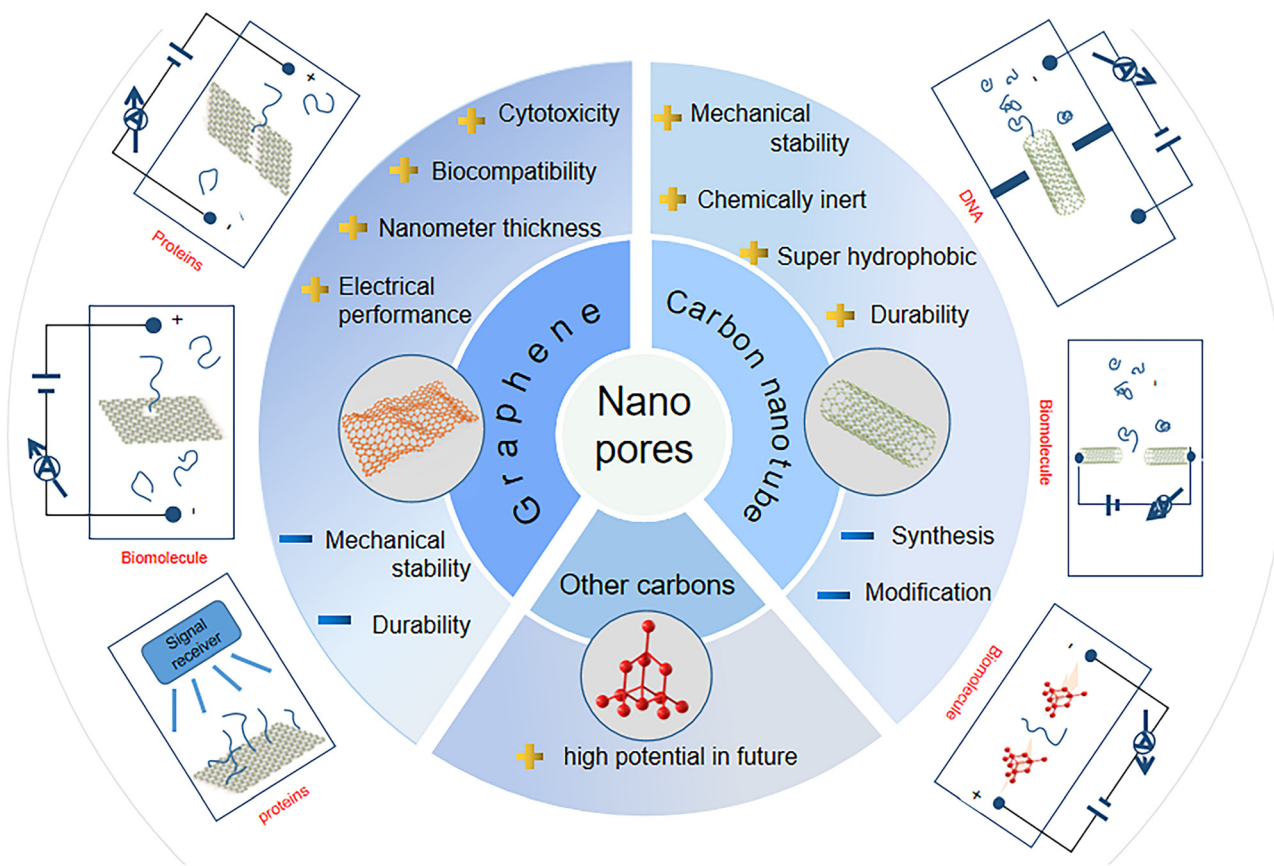 Nano
pores
Graphene
Cytotoxicity
Biocompatibility
Nanometer thickness
Electrical
performance
Mechanical
stability
Durability
Carbon nanotube
Mechanical
stability
Chemically inert
Super hydrophobic
Durability
Synthesis
Modification
Other carbons
high potential in future
A
+
-
Proteins
A
+
-
Biomolecule
Signal
receiver
proteins
A
-
DNA
A
-
Biomolecule
A
-
+
Biomolecule